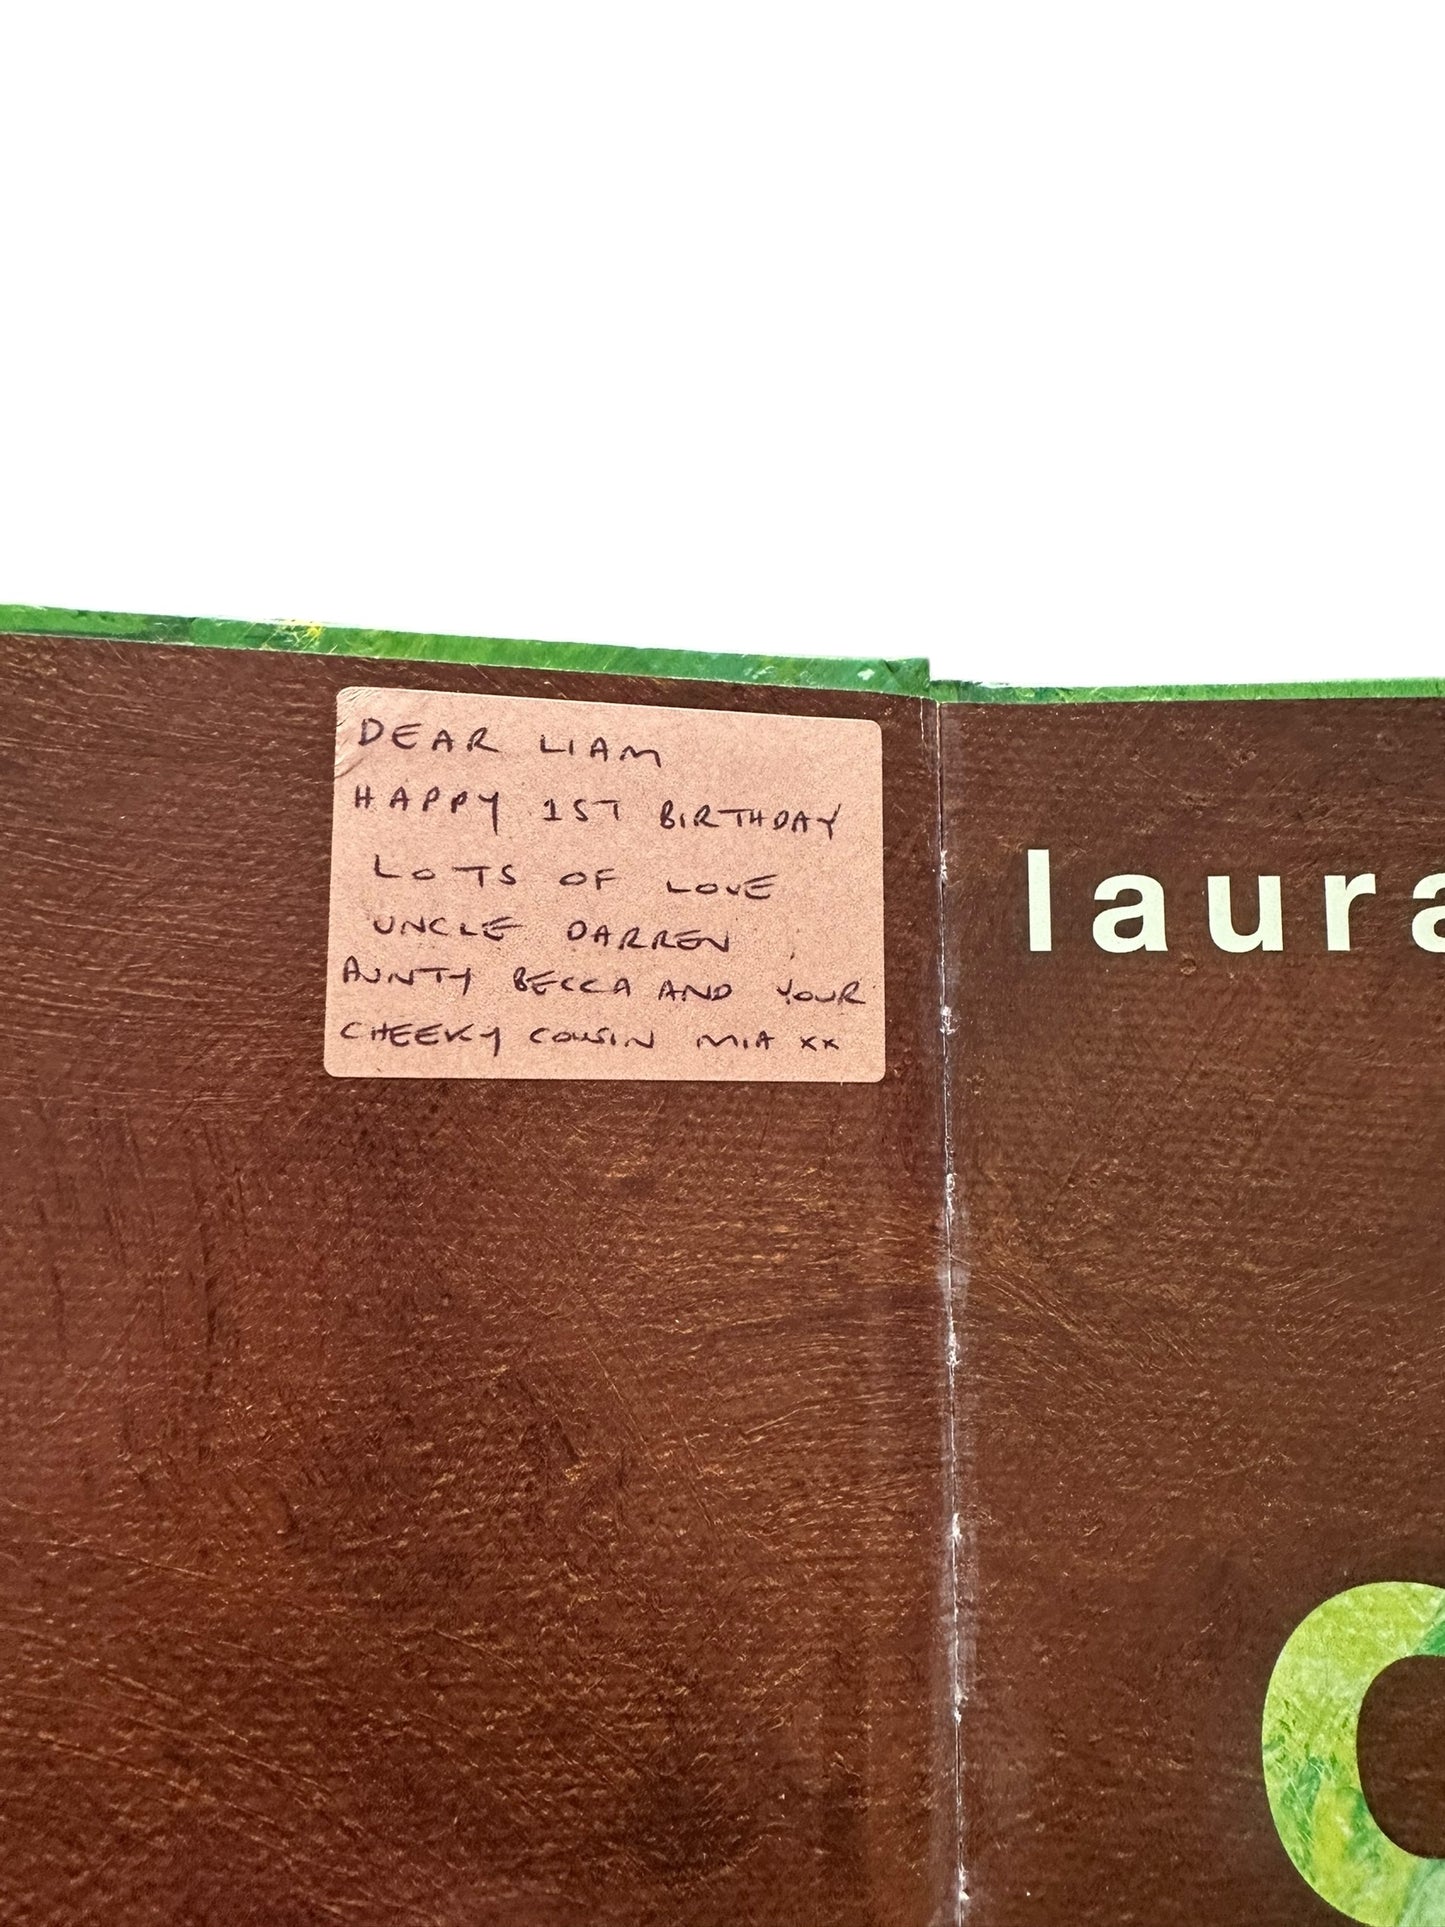 DEAR LIAM
HAPPY 1ST BIRTHDAY
LOTS OF LOVE
UNCLE DARREN
AUNTY BECCA AND YOUR
CHEEKY COUSIN MIA xx
laura